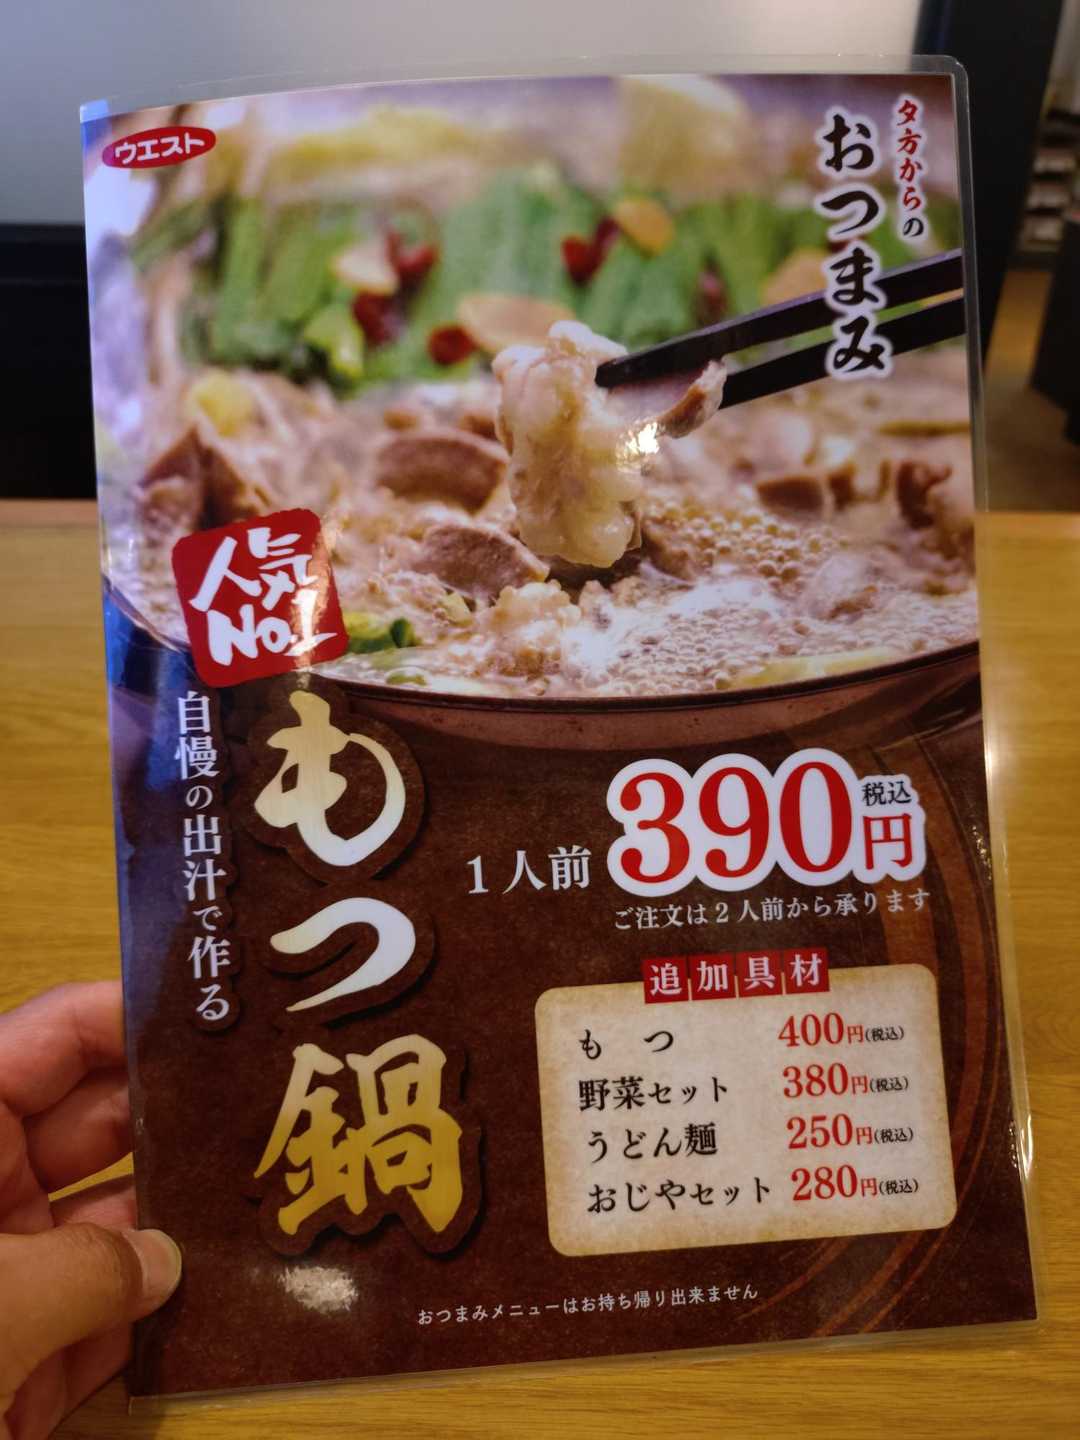 ウエスト
夕方からの
おつまみ
人気
No.1
自慢の出汁で作る
もつ鍋
1人前 390円 税込
ご注文は2人前から承ります
追加具材
もつ 400円(税込)
野菜セット 380円(税込)
うどん麺 250円(税込)
おじやセット 280円(税込)
おつまみメニューはお持ち帰り出来ません